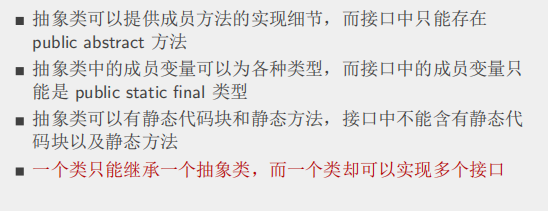 抽象类可以提供成员方法的实现细节，而接口中只能存在
public abstract 方法
抽象类中的成员变量可以为各种类型，而接口中的成员变量只
能是 public static final 类型
抽象类可以有静态代码块和静态方法，接口中不能含有静态代
码块以及静态方法
一个类只能继承一个抽象类，而一个类却可以实现多个接口